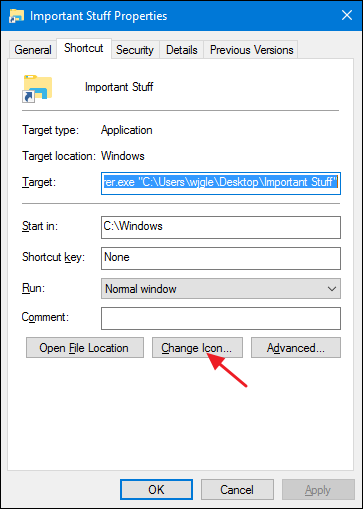 Important Stuff Properties
General Shortcut Security Details Previous Versions
Important Stuff
Target type: Application
Target location: Windows
Target: rer.exe "C:\Users\wjgle\Desktop\Important Stuff"
Start in: C:\Windows
Shortcut key: None
Run: Normal window
Comment:
Open File Location Change Icon... Advanced...
OK Cancel Apply